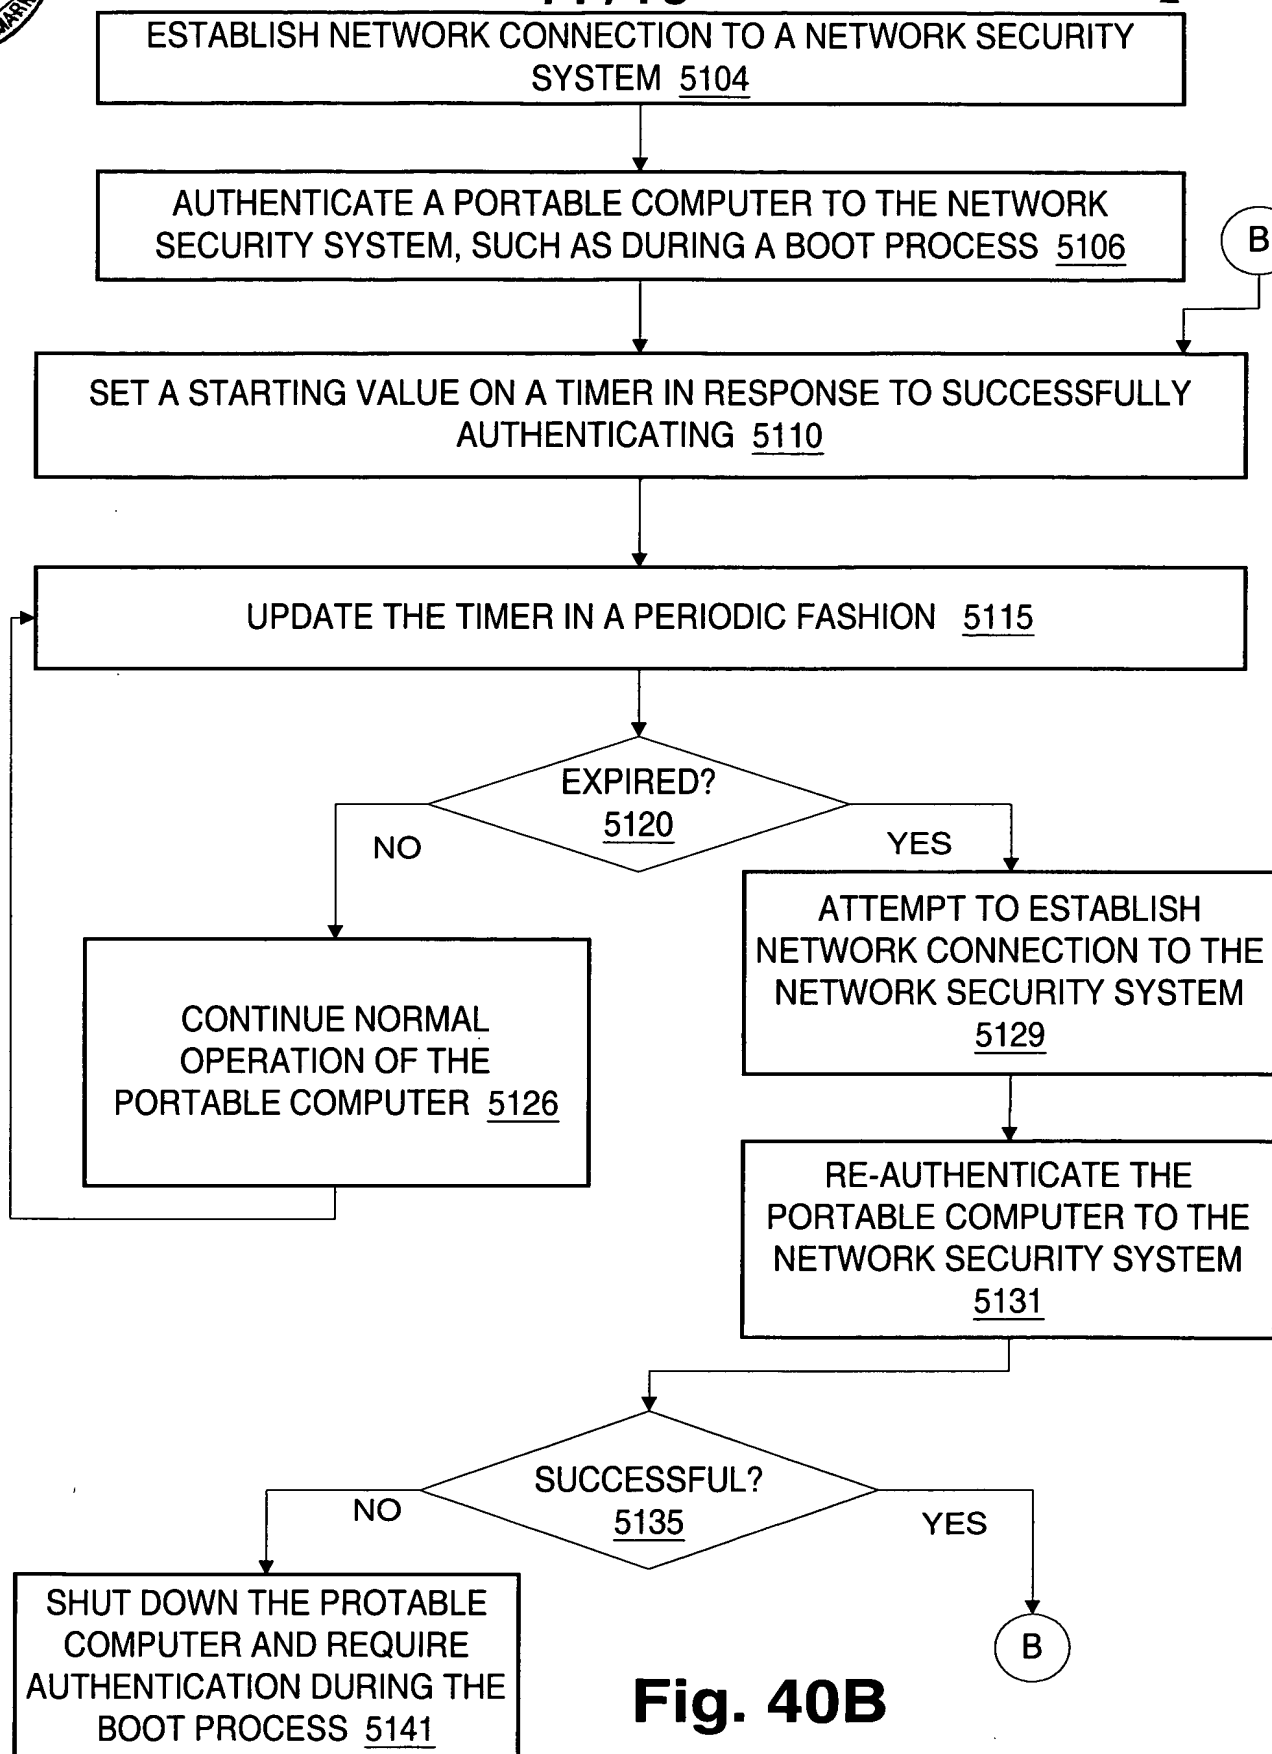 ESTABLISH NETWORK CONNECTION TO A NETWORK SECURITY
SYSTEM 5104
AUTHENTICATE A PORTABLE COMPUTER TO THE NETWORK
SECURITY SYSTEM, SUCH AS DURING A BOOT PROCESS 5106
B
SET A STARTING VALUE ON A TIMER IN RESPONSE TO SUCCESSFULLY
AUTHENTICATING 5110
UPDATE THE TIMER IN A PERIODIC FASHION 5115
EXPIRED?
5120
NO
YES
ATTEMPT TO ESTABLISH
NETWORK CONNECTION TO THE
NETWORK SECURITY SYSTEM
5129
CONTINUE NORMAL
OPERATION OF THE
PORTABLE COMPUTER 5126
RE-AUTHENTICATE THE
PORTABLE COMPUTER TO THE
NETWORK SECURITY SYSTEM
5131
SUCCESSFUL?
5135
NO
YES
SHUT DOWN THE PROTABLE
COMPUTER AND REQUIRE
AUTHENTICATION DURING THE
BOOT PROCESS 5141
B
Fig. 40B